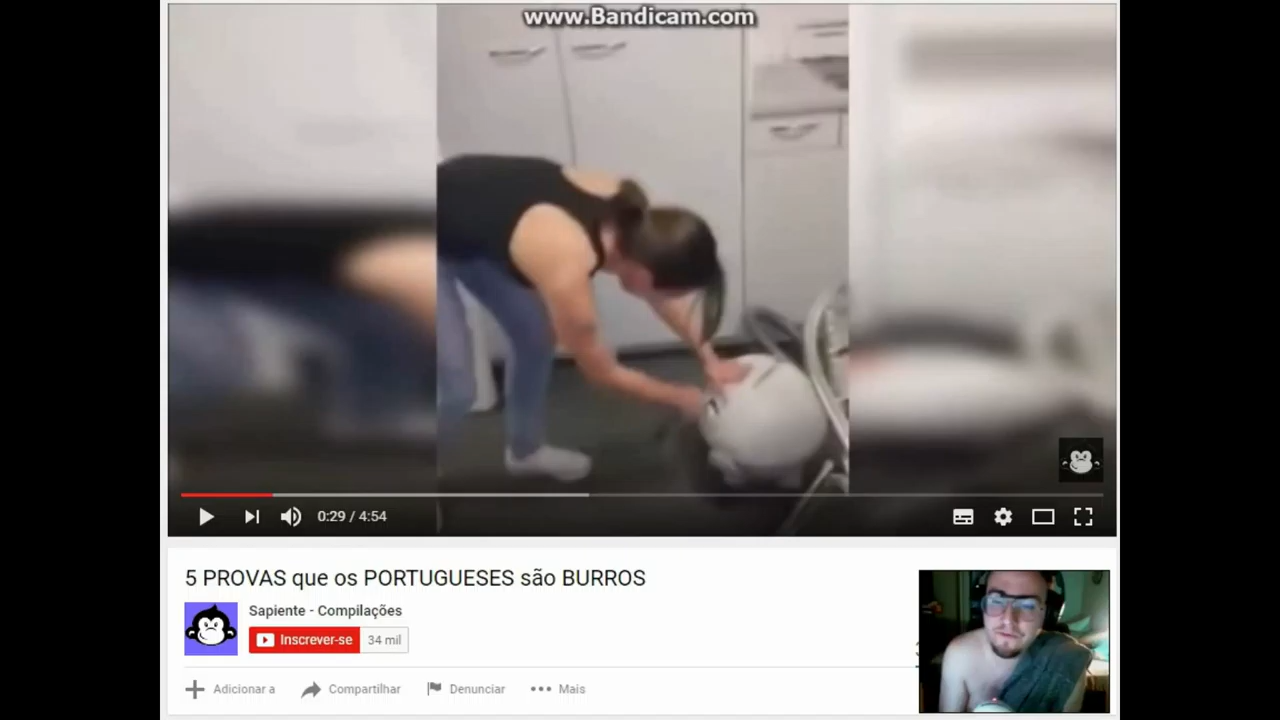 www.Bandicam.com
0:29 / 4:54
5 PROVAS que os PORTUGUESES são BURROS
Sapiente - Compilações
Inscrever-se 34 mil
Adicionar a Compartilhar Denunciar Mais